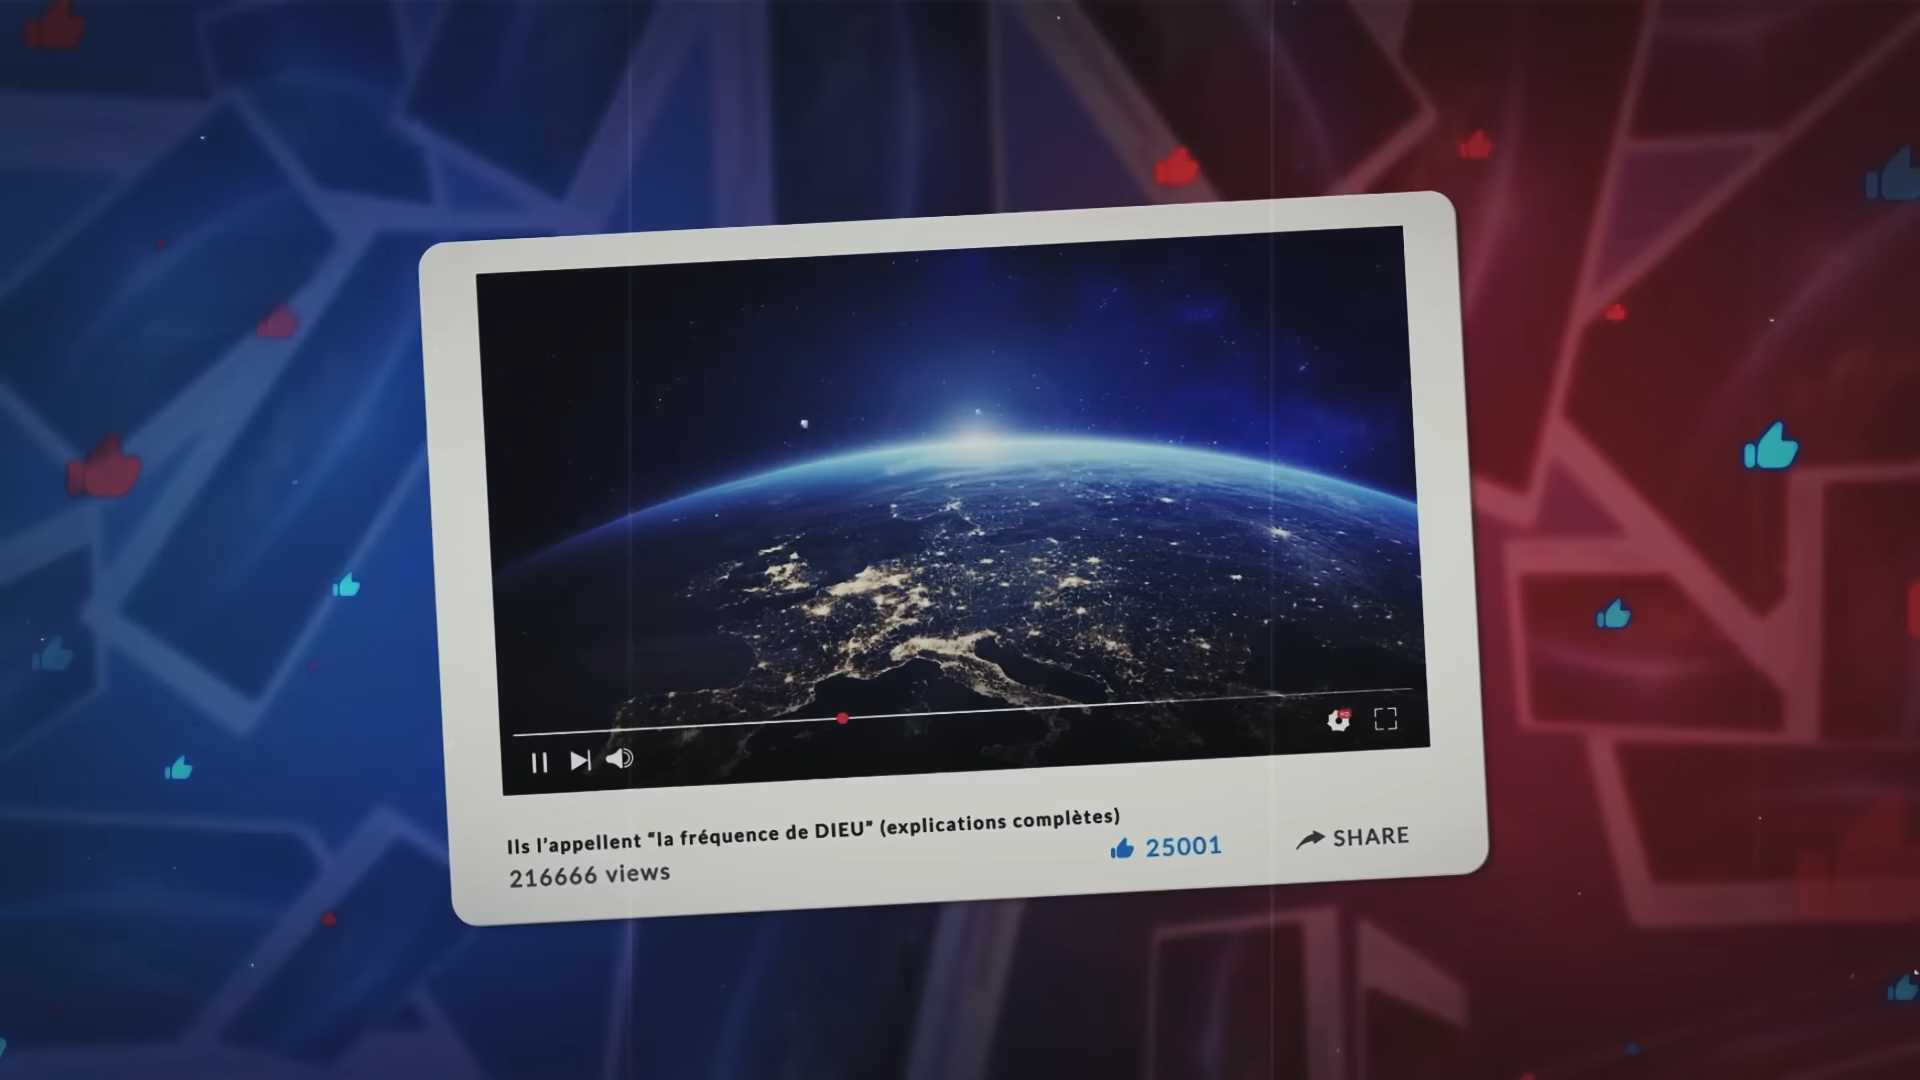 Ils l'appellent “la fréquence de DIEU” (explications complètes)
216666 views
25001
SHARE